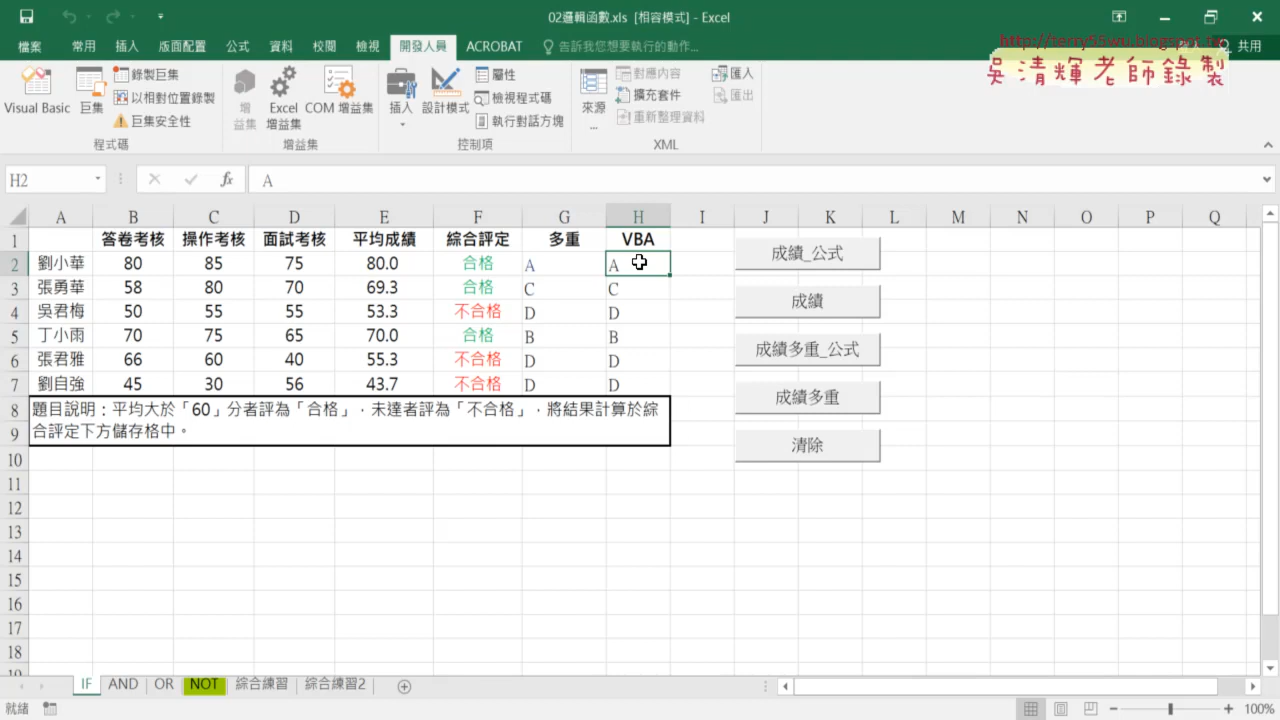 02邏輯函數.xls [相容模式] - Excel
檔案 常用 插入 版面配置 公式 資料 校閱 檢視 開發人員 ACROBAT 告訴我您想要執行的動作... 共用
http://terry55wu.blogspot.tw
吳清輝老師錄製
Visual Basic 巨集 錄製巨集 以相對位置錄製 巨集安全性 程式碼
增益集 Excel 增益集 COM 增益集 增益集
插入 設計模式 屬性 檢視程式碼 執行對話方塊 控制項
來源... 對應內容 擴充套件 重新整理資料 匯入 匯出 XML
H2 fx A
A B C D E F G H I J K L M N O P Q
1 答卷考核 操作考核 面試考核 平均成績 綜合評定 多重 VBA
2 劉小華 80 85 75 80.0 合格 A A
3 張勇華 58 80 70 69.3 合格 C C
4 吳君梅 50 55 55 53.3 不合格 D D
5 丁小雨 70 75 65 70.0 合格 B B
6 張君雅 66 60 40 55.3 不合格 D D
7 劉自強 45 30 56 43.7 不合格 D D
8 題目說明：平均大於「60」分者評為「合格」，未達者評為「不合格」，將結果計算於綜
9 合評定下方儲存格中。
10
11
12
13
14
15
16
17
18
19
成績_公式
成績
成績多重_公式
成績多重
清除
IF AND OR NOT 綜合練習 綜合練習2
就緒 100%